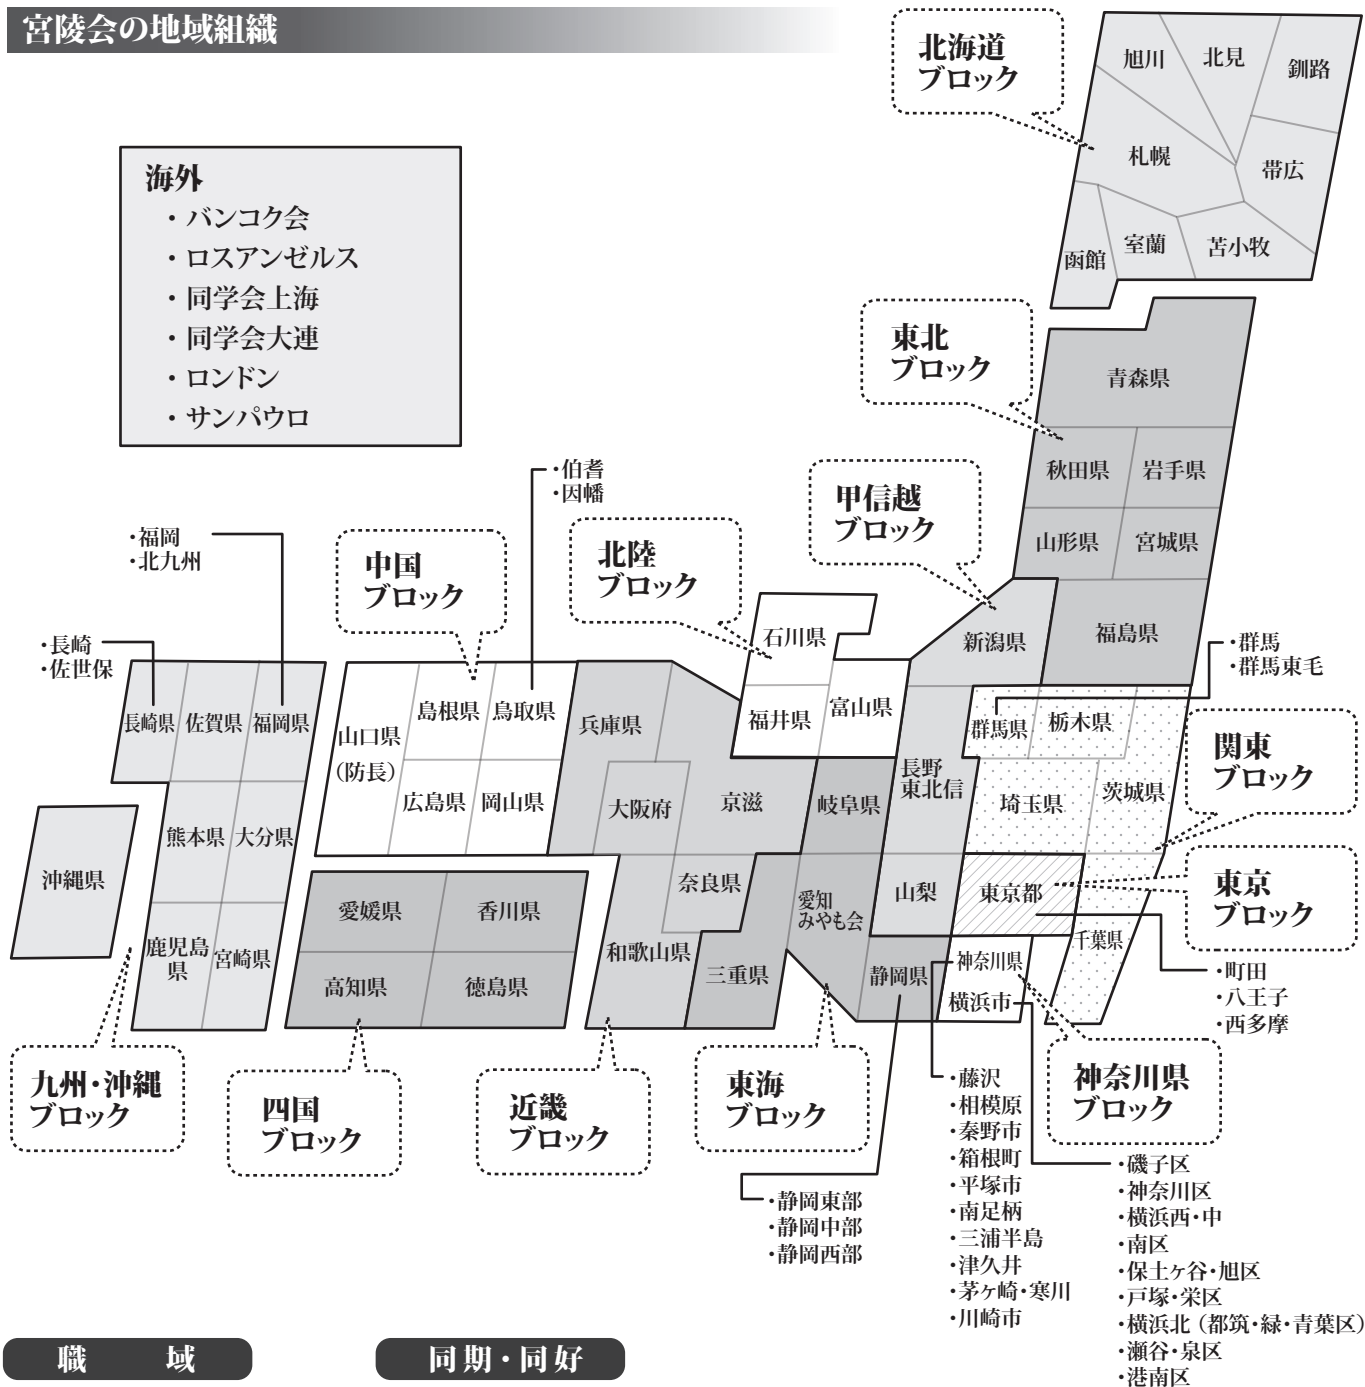 宮陵会の地域組織
海外
・バンコク会
・ロスアンゼルス
・同学会上海
・同学会大連
・ロンドン
・サンパウロ
北海道
ブロック
旭川
北見
釧路
札幌
帯広
函館
室蘭
苫小牧
東北
ブロック
青森県
秋田県
岩手県
山形県
宮城県
福島県
甲信越
ブロック
新潟県
長野
東北信
山梨
北陸
ブロック
石川県
福井県
富山県
中国
ブロック
・伯耆
・因幡
島根県
鳥取県
山口県
（防長）
広島県
岡山県
・福岡
・北九州
・長崎
・佐世保
長崎県
佐賀県
福岡県
熊本県
大分県
鹿児島
県
宮崎県
沖縄県
九州・沖縄
ブロック
愛媛県
香川県
高知県
徳島県
四国
ブロック
兵庫県
大阪府
京滋
奈良県
和歌山県
近畿
ブロック
岐阜県
愛知
みやも会
三重県
静岡県
東海
ブロック
・静岡東部
・静岡中部
・静岡西部
・群馬
・群馬東毛
群馬県
栃木県
埼玉県
茨城県
千葉県
関東
ブロック
東京都
東京
ブロック
・町田
・八王子
・西多摩
神奈川県
横浜市
神奈川県
ブロック
・藤沢
・相模原
・秦野市
・箱根町
・平塚市
・南足柄
・三浦半島
・津久井
・茅ヶ崎・寒川
・川崎市
・磯子区
・神奈川区
・横浜西・中
・南区
・保土ヶ谷・旭区
・戸塚・栄区
・横浜北（都筑・緑・青葉区）
・瀬谷・泉区
・港南区
職　域
同期・同好